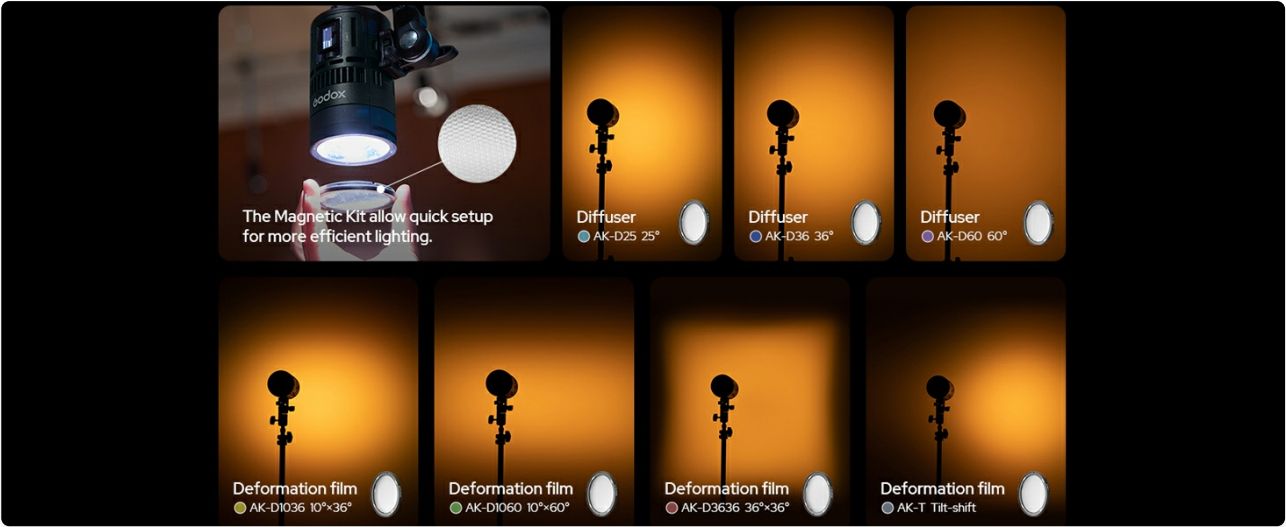 Godox
The Magnetic Kit allow quick setup
for more efficient lighting.
Diffuser
AK-D25 25°
Diffuser
AK-D36 36°
Diffuser
AK-D60 60°
Deformation film
AK-D1036 10°×36°
Deformation film
AK-D1060 10°×60°
Deformation film
AK-D3636 36°×36°
Deformation film
AK-T Tilt-shift